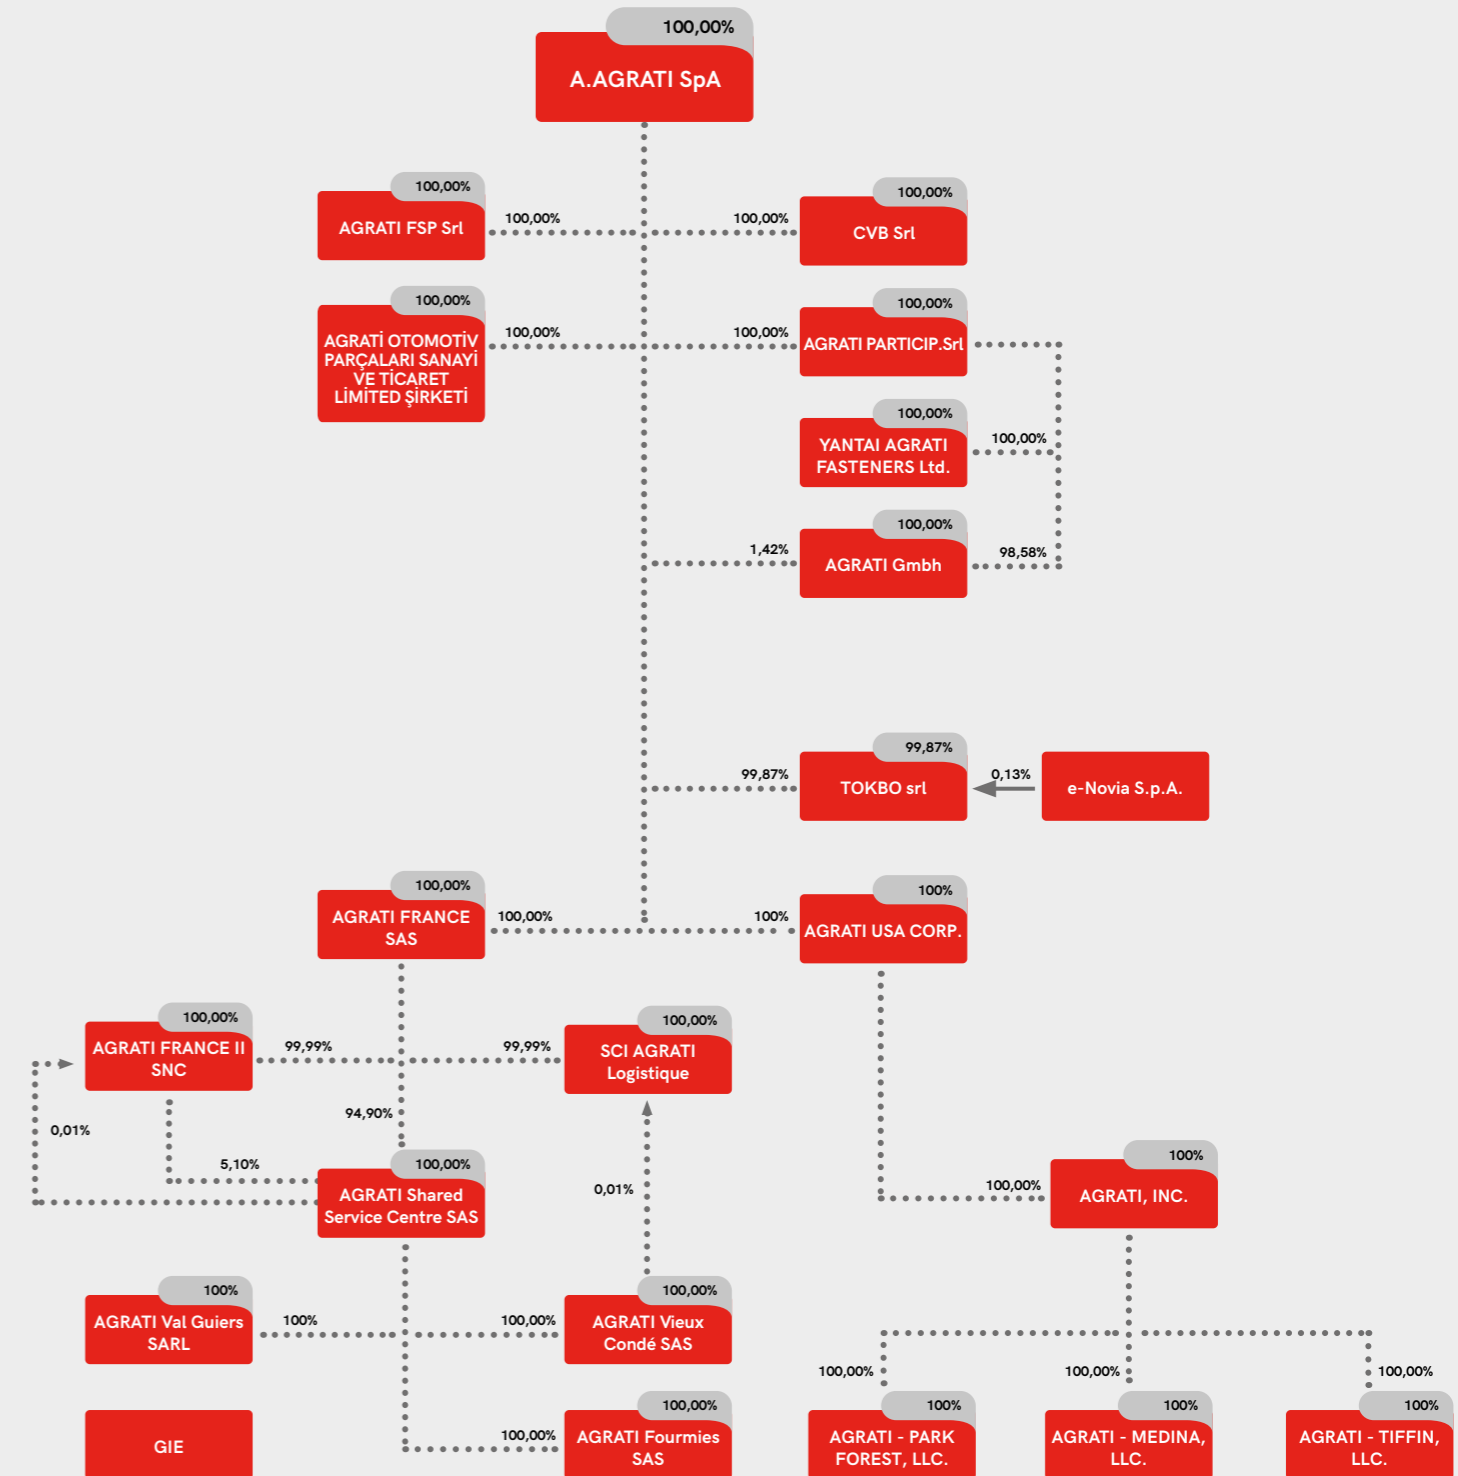 100,00%
A.AGRATI SpA
100,00%
AGRATI FSP Srl
100,00%
100,00%
100,00%
CVB Srl
100,00%
AGRATİ OTOMOTİV
PARÇALARI SANAYİ
VE TİCARET
LİMİTED ŞİRKETİ
100,00%
100,00%
100,00%
AGRATI PARTICIP.Srl
100,00%
YANTAI AGRATI
FASTENERS Ltd.
100,00%
1,42%
100,00%
AGRATI Gmbh
98,58%
99,87%
99,87%
TOKBO srl
0,13%
e-Novia S.p.A.
100,00%
AGRATI FRANCE
SAS
100,00%
100%
100%
AGRATI USA CORP.
100,00%
AGRATI FRANCE II
SNC
99,99%
99,99%
100,00%
SCI AGRATI
Logistique
94,90%
0,01%
5,10%
100,00%
AGRATI Shared
Service Centre SAS
0,01%
100,00%
100%
AGRATI, INC.
100%
AGRATI Val Guiers
SARL
100%
100,00%
100,00%
AGRATI Vieux
Condé SAS
100,00%
100,00%
100,00%
GIE
100,00%
100,00%
AGRATI Fourmies
SAS
100%
AGRATI - PARK
FOREST, LLC.
100%
AGRATI - MEDINA,
LLC.
100%
AGRATI - TIFFIN,
LLC.